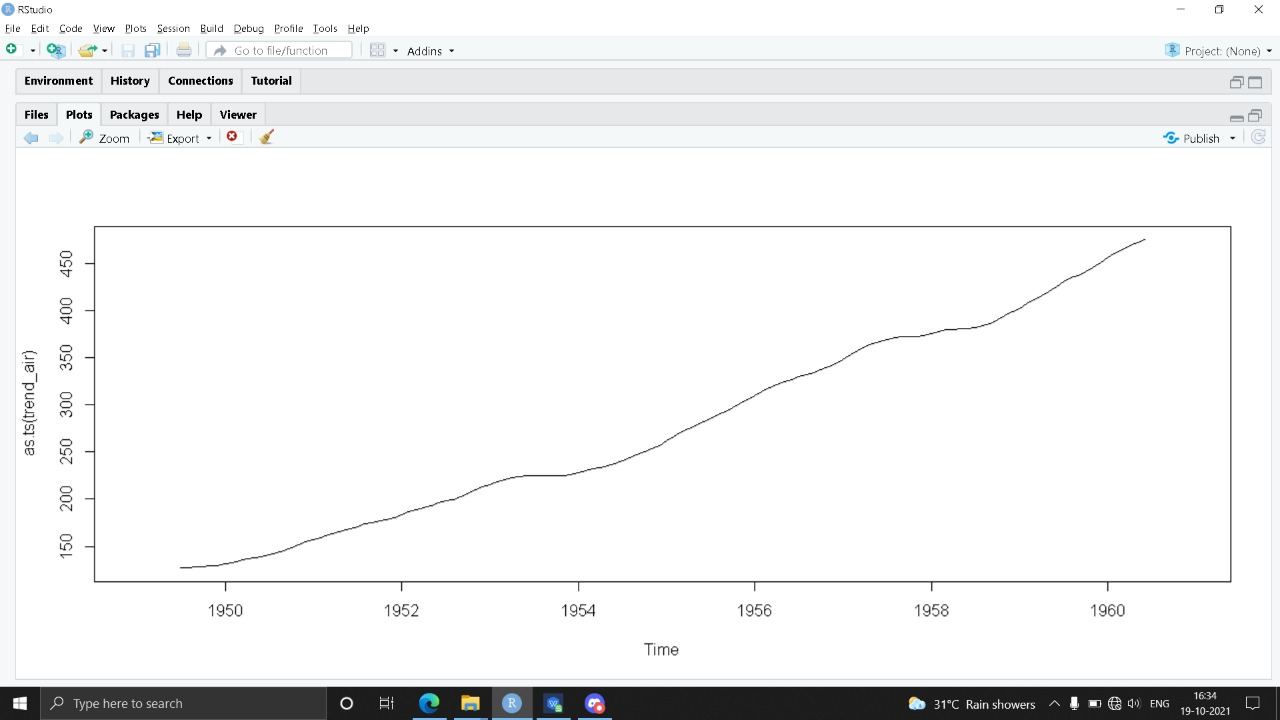 RStudio
File Edit Code View Plots Session Build Debug Profile Tools Help
Go to file/function Addins Project: (None)
Environment History Connections Tutorial
Files Plots Packages Help Viewer
Zoom Export Publish
as.ts(trend_air)
450
400
350
300
250
200
150
1950 1952 1954 1956 1958 1960
Time
Type here to search
31°C Rain showers ENG
16:34
19-10-2021